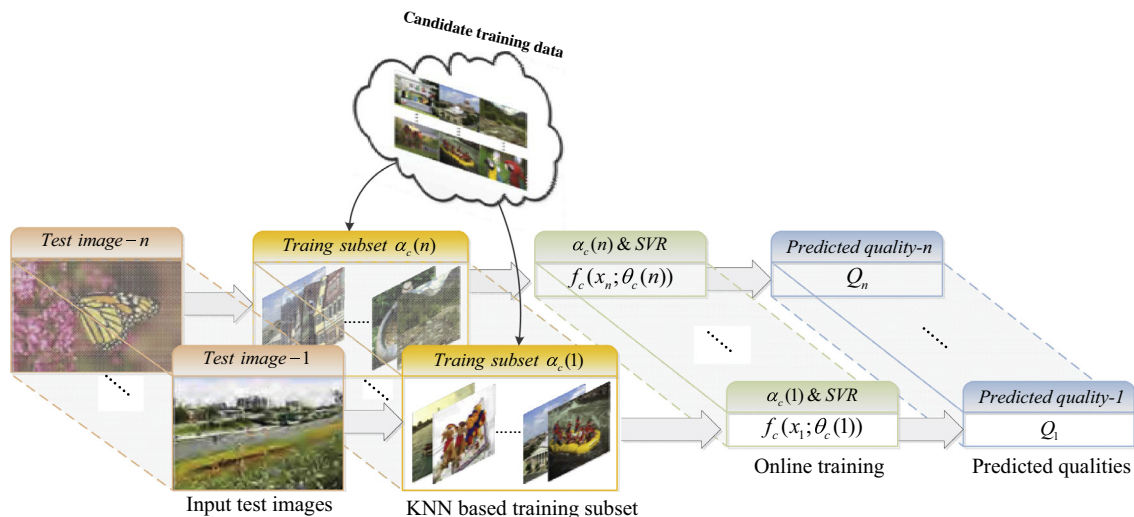 Candidate training data
Test image-n
Traing subset α_c(n)
α_c(n) & SVR
f_c(x_n;θ_c(n))
Predicted quality-n
Q_n
Test image-1
Traing subset α_c(1)
α_c(1) & SVR
f_c(x_1;θ_c(1))
Predicted quality-1
Q_1
Input test images
KNN based training subset
Online training
Predicted qualities